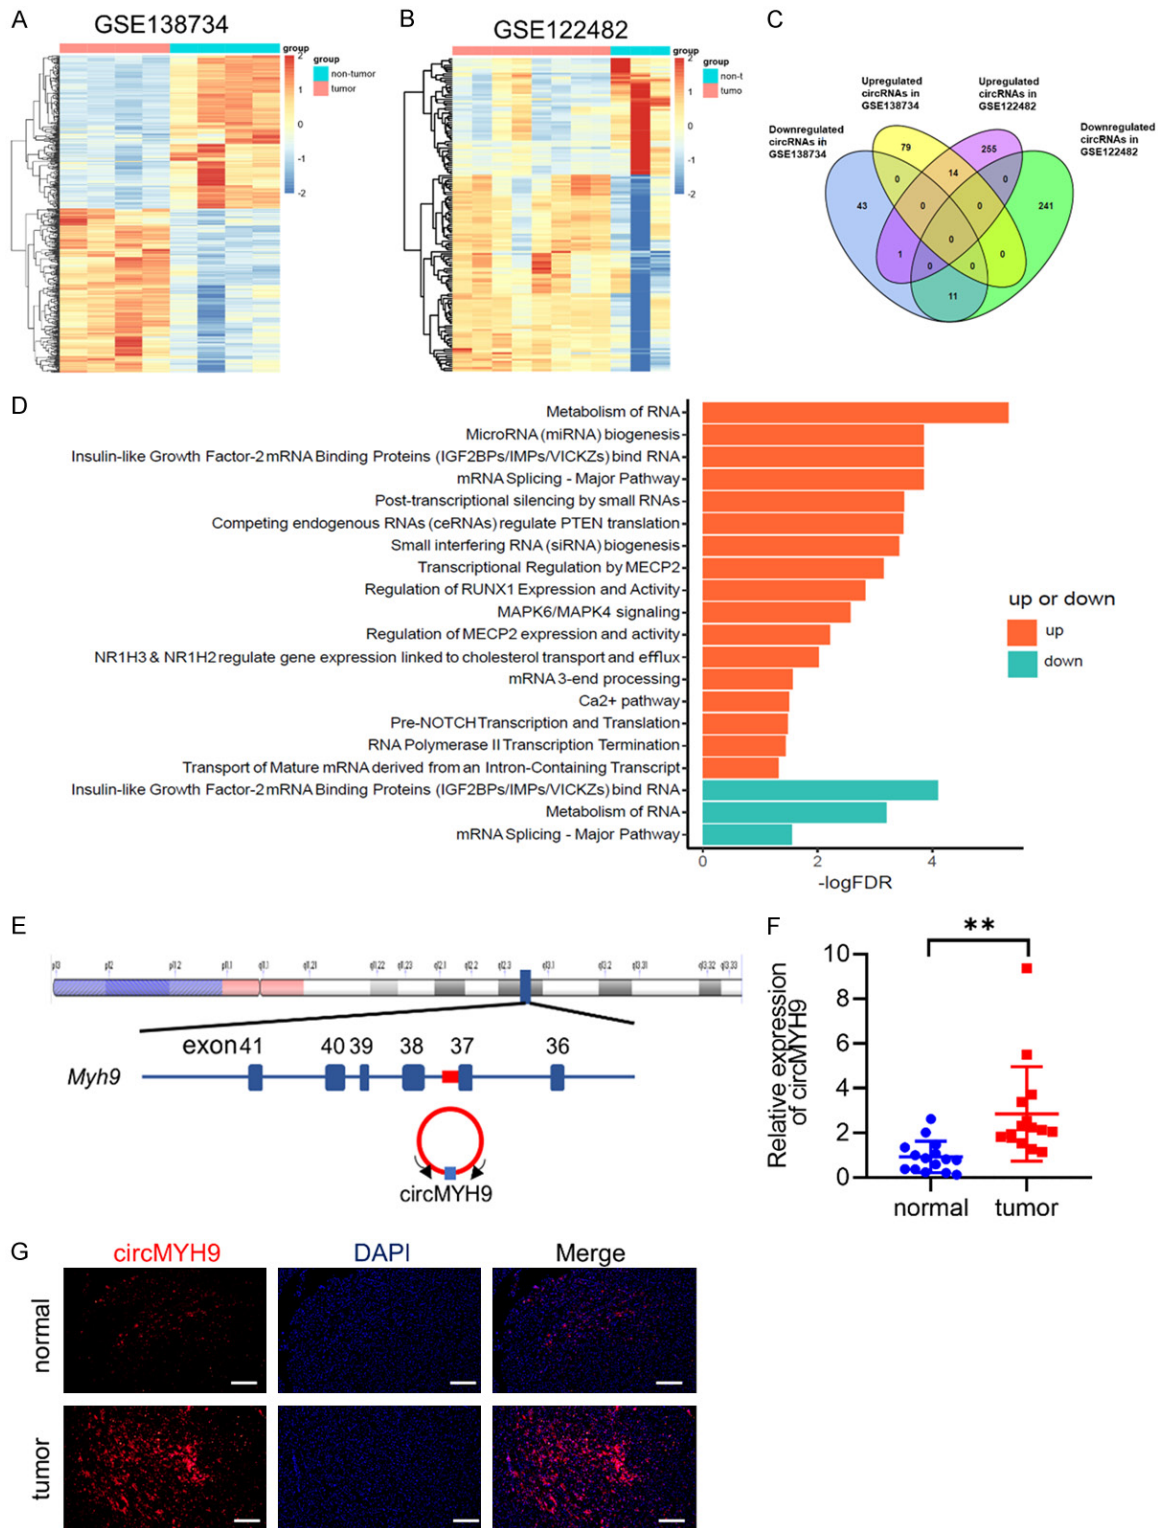 A
GSE138734
group
2
1
0
-1
-2
non-tumor
tumor
B
GSE122482
group
2
1
0
-1
-2
non-t
tumo
C
Upregulated
circRNAs in
GSE138734
Upregulated
circRNAs in
GSE122482
Downregulated
circRNAs in
GSE138734
Downregulated
circRNAs in
GSE122482
79
255
14
0
0
43
0
0
241
0
1
0
0
0
11
D
Metabolism of RNA
MicroRNA (miRNA) biogenesis
Insulin-like Growth Factor-2 mRNA Binding Proteins (IGF2BPs/IMPs/VICKZs) bind RNA
mRNA Splicing - Major Pathway
Post-transcriptional silencing by small RNAs
Competing endogenous RNAs (ceRNAs) regulate PTEN translation
Small interfering RNA (siRNA) biogenesis
Transcriptional Regulation by MECP2
Regulation of RUNX1 Expression and Activity
MAPK6/MAPK4 signaling
Regulation of MECP2 expression and activity
NR1H3 & NR1H2 regulate gene expression linked to cholesterol transport and efflux
mRNA 3-end processing
Ca2+ pathway
Pre-NOTCH Transcription and Translation
RNA Polymerase II Transcription Termination
Transport of Mature mRNA derived from an Intron-Containing Transcript
Insulin-like Growth Factor-2 mRNA Binding Proteins (IGF2BPs/IMPs/VICKZs) bind RNA
Metabolism of RNA
mRNA Splicing - Major Pathway
0 2 4
-logFDR
up or down
up
down
E
exon 41 40 39 38 37 36
Myh9
circMYH9
F
**
Relative expression
of circMYH9
10
8
6
4
2
0
normal tumor
G
circMYH9 DAPI Merge
normal
tumor